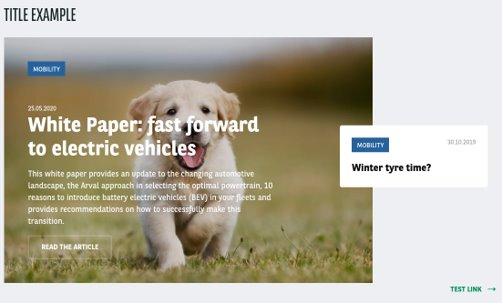 TITLE EXAMPLE
MOBILITY
25.05.2020
White Paper: fast forward
to electric vehicles
This white paper provides an update to the changing automotive
landscape, the Arval approach in selecting the optimal powertrain, 10
reasons to introduce battery electric vehicles (BEV) in your fleets and
provides recommendations on how to successfully make this
transition.
READ THE ARTICLE
MOBILITY
30.10.2019
Winter tyre time?
TEST LINK →